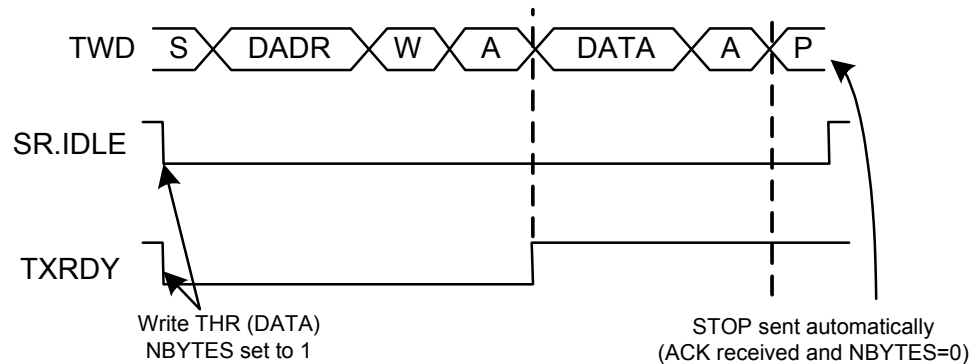 TWD S DADR W A DATA A P
SR.IDLE
TXRDY
Write THR (DATA)
NBYTES set to 1
STOP sent automatically
(ACK received and NBYTES=0)